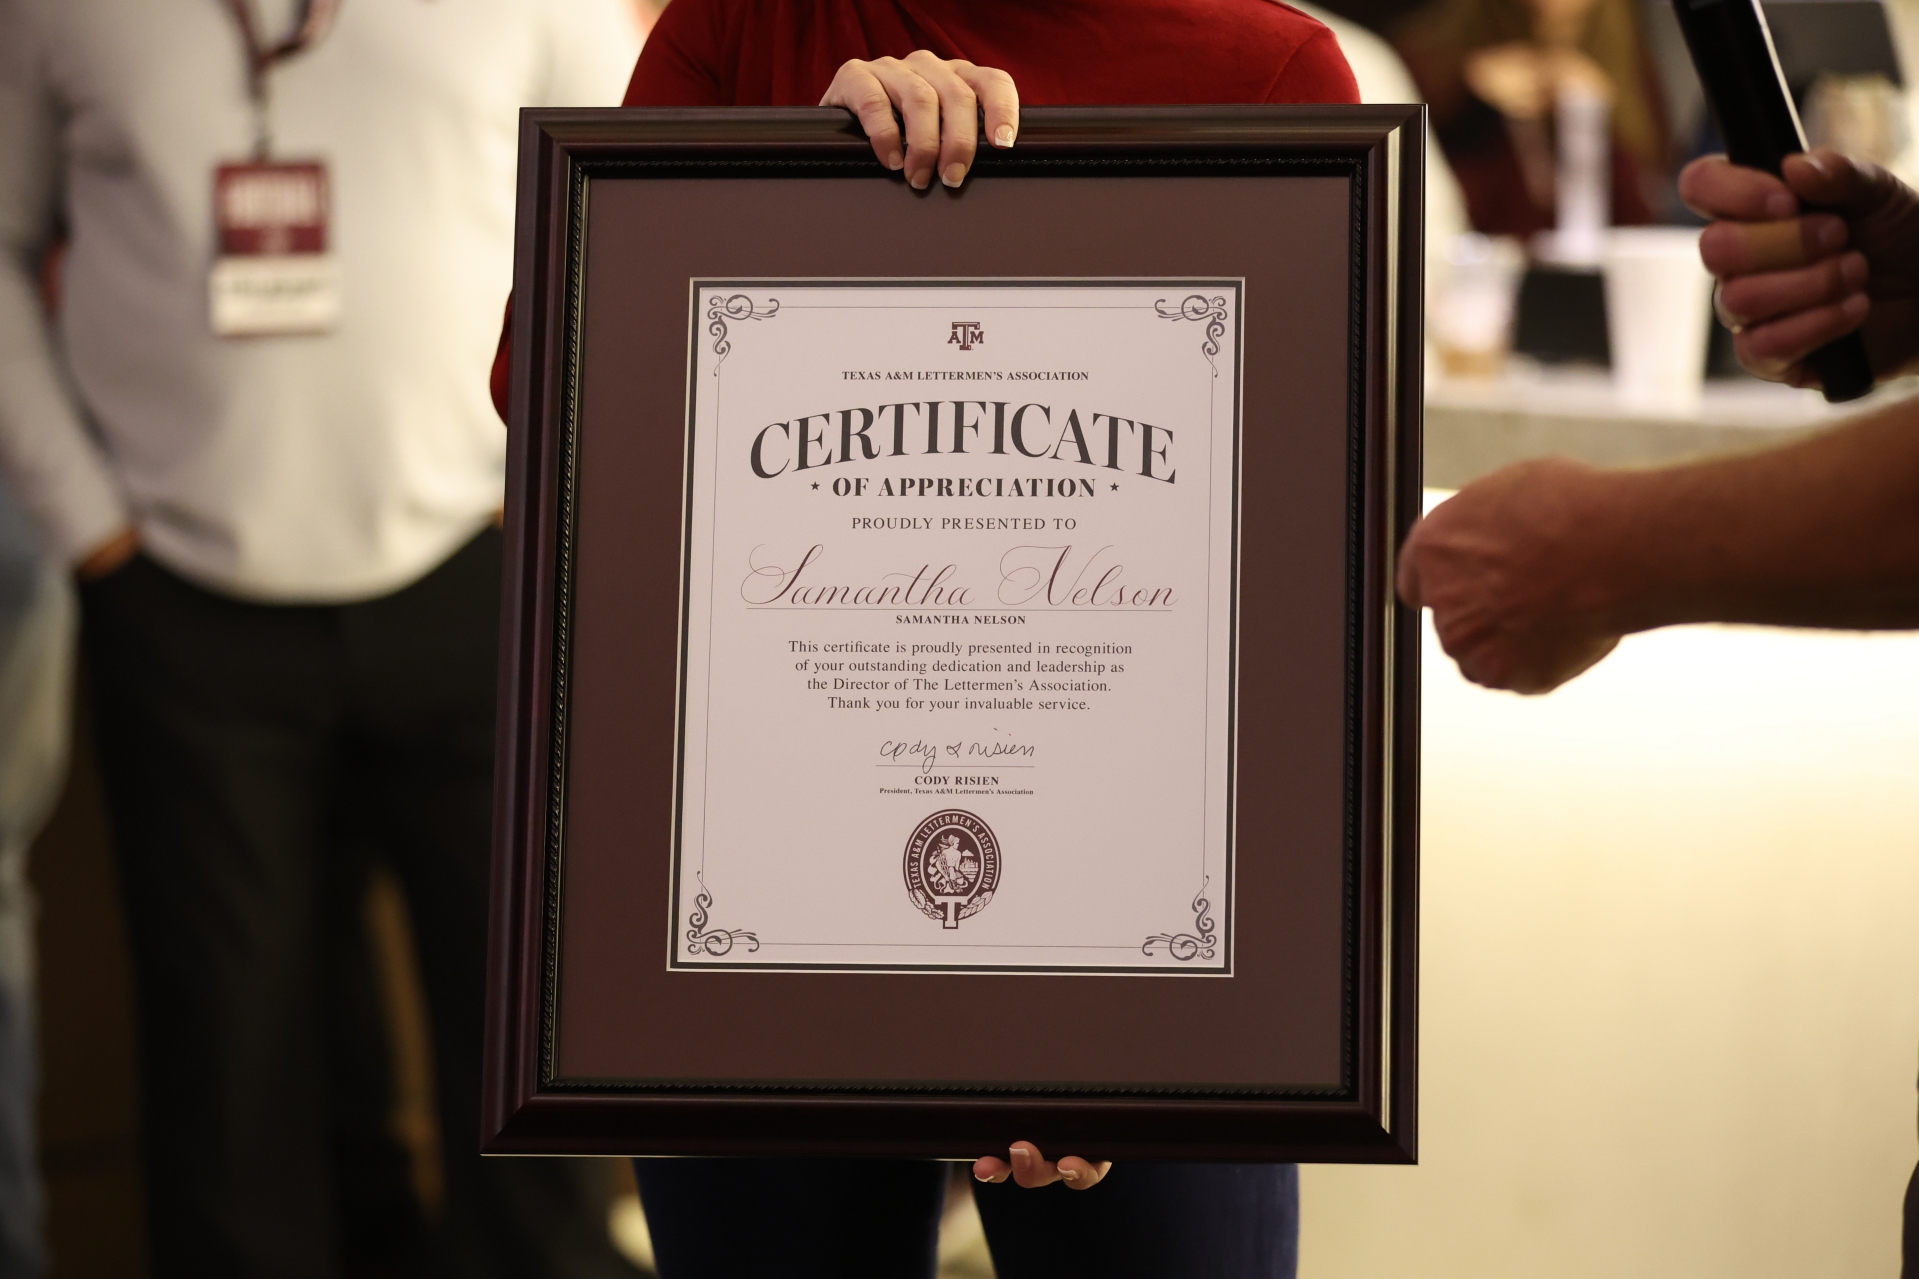 ATM
TEXAS A&M LETTERMEN'S ASSOCIATION
CERTIFICATE
★ OF APPRECIATION ★
PROUDLY PRESENTED TO
Samantha Nelson
SAMANTHA NELSON
This certificate is proudly presented in recognition
of your outstanding dedication and leadership as
the Director of The Lettermen's Association.
Thank you for your invaluable service.
Cody L Risien
CODY RISIEN
President, Texas A&M Lettermen's Association
TEXAS A&M LETTERMEN'S ASSOCIATION
T